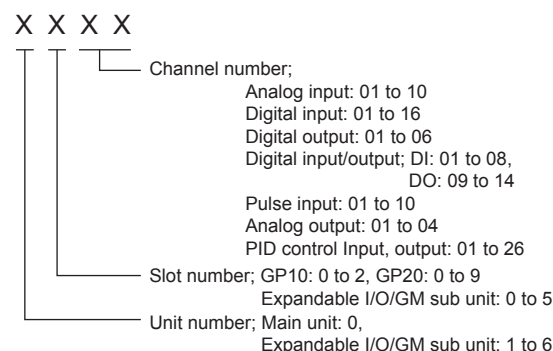 X X X X
Channel number;
Analog input: 01 to 10
Digital input: 01 to 16
Digital output: 01 to 06
Digital input/output; DI: 01 to 08,
DO: 09 to 14
Pulse input: 01 to 10
Analog output: 01 to 04
PID control Input, output: 01 to 26
Slot number; GP10: 0 to 2, GP20: 0 to 9
Expandable I/O/GM sub unit: 0 to 5
Unit number; Main unit: 0,
Expandable I/O/GM sub unit: 1 to 6